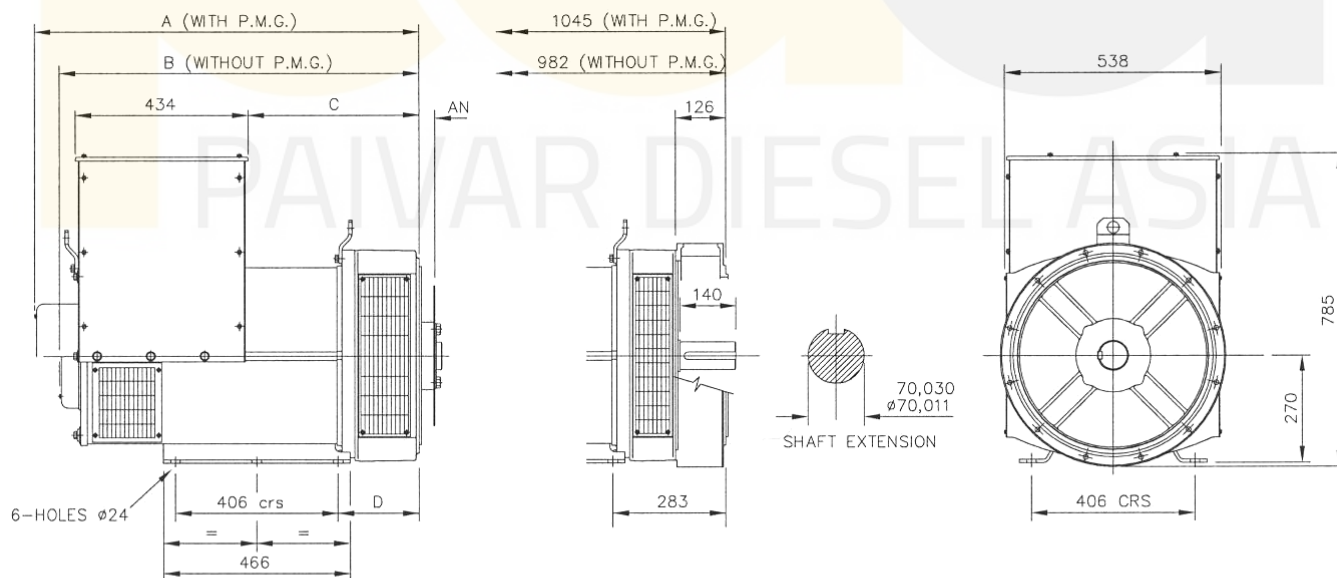 A (WITH P.M.G.)
B (WITHOUT P.M.G.)
434
C
AN
1045 (WITH P.M.G.)
982 (WITHOUT P.M.G.)
126
538
PAIVAR DIESEL ASIA
140
70,030
ø70,011
SHAFT EXTENSION
785
270
6-HOLES ø24
406 crs
D
=
=
466
283
406 CRS